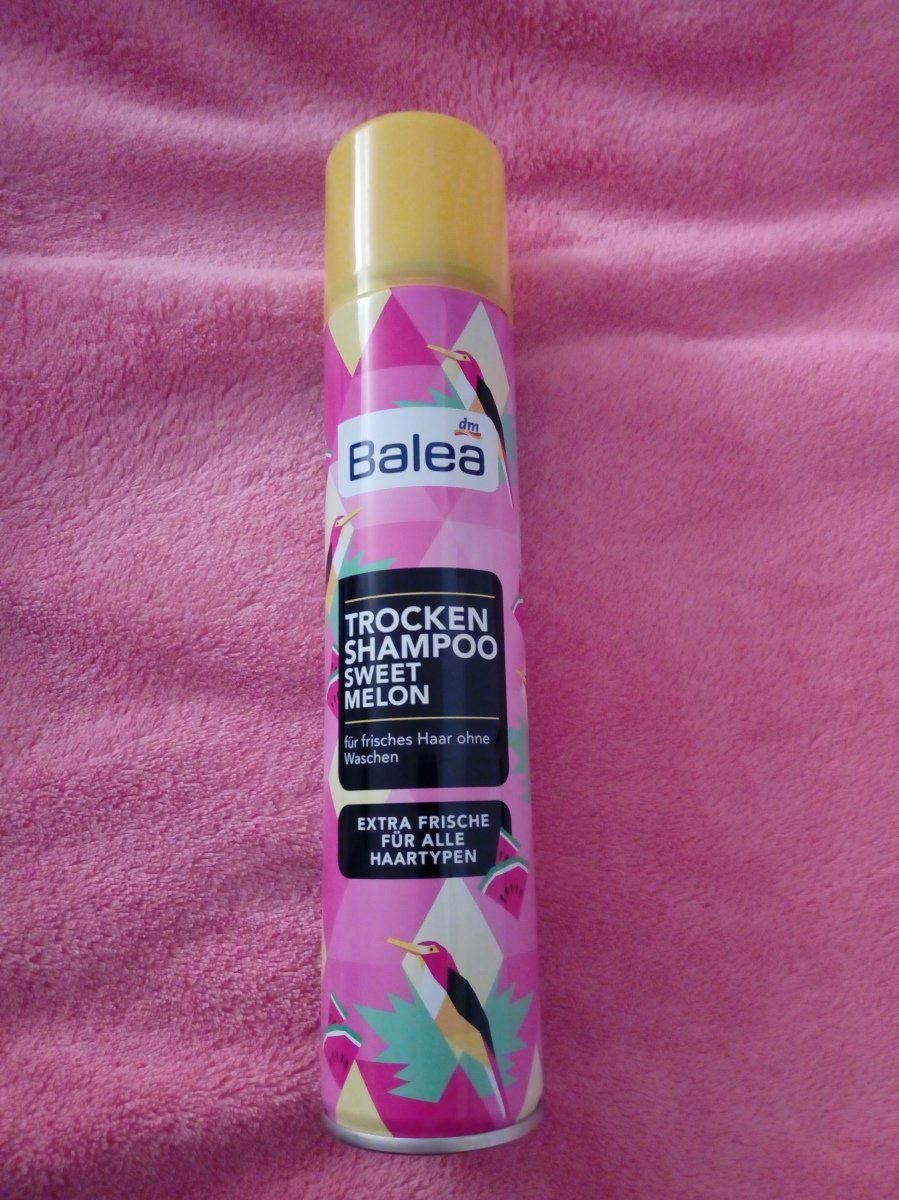 dm
Balea
TROCKEN
SHAMPOO
SWEET
MELON
für frisches Haar ohne
Waschen
EXTRA FRISCHE
FÜR ALLE
HAARTYPEN